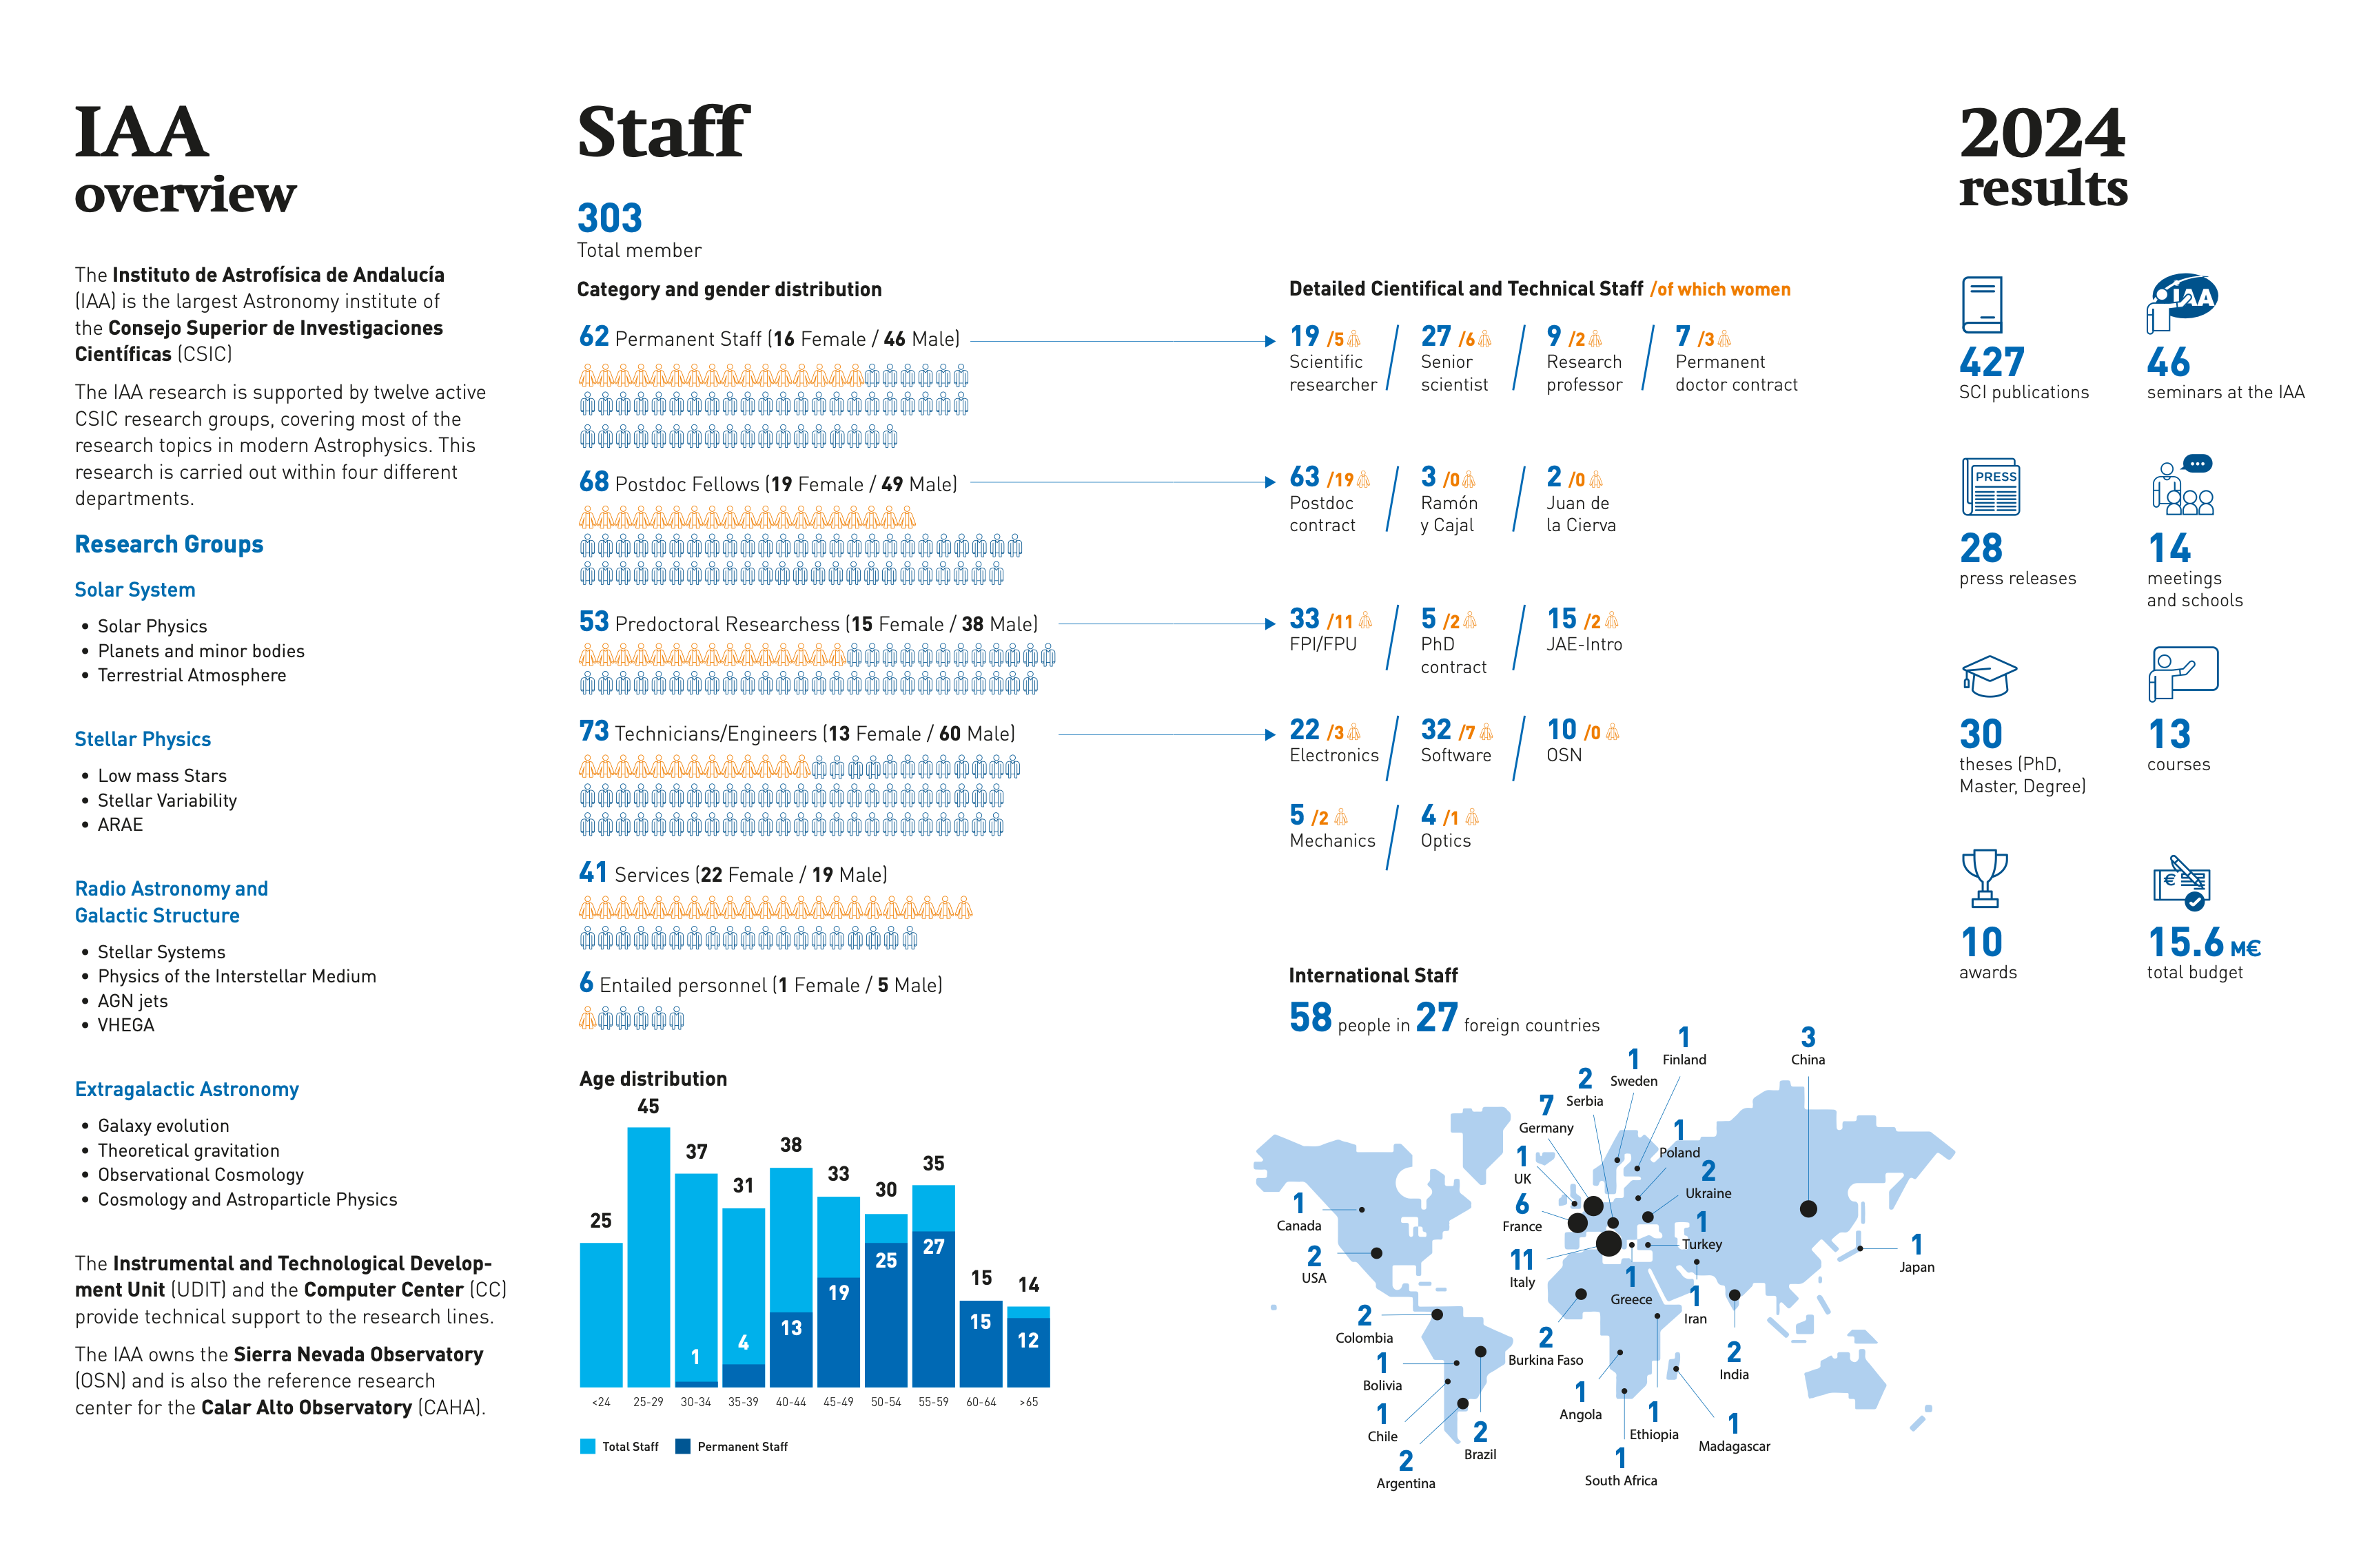 IAA
overview
The Instituto de Astrofísica de Andalucía
(IAA) is the largest Astronomy institute of
the Consejo Superior de Investigaciones
Científicas (CSIC)
The IAA research is supported by twelve active
CSIC research groups, covering most of the
research topics in modern Astrophysics. This
research is carried out within four different
departments.
Research Groups
Solar System
• Solar Physics
• Planets and minor bodies
• Terrestrial Atmosphere
Stellar Physics
• Low mass Stars
• Stellar Variability
• ARAE
Radio Astronomy and
Galactic Structure
• Stellar Systems
• Physics of the Interstellar Medium
• AGN jets
• VHEGA
Extragalactic Astronomy
• Galaxy evolution
• Theoretical gravitation
• Observational Cosmology
• Cosmology and Astroparticle Physics
The Instrumental and Technological Develop-
ment Unit (UDIT) and the Computer Center (CC)
provide technical support to the research lines.
The IAA owns the Sierra Nevada Observatory
(OSN) and is also the reference research
center for the Calar Alto Observatory (CAHA).
Staff
303
Total member
Category and gender distribution
62 Permanent Staff (16 Female / 46 Male)
68 Postdoc Fellows (19 Female / 49 Male)
53 Predoctoral Researchess (15 Female / 38 Male)
73 Technicians/Engineers (13 Female / 60 Male)
41 Services (22 Female / 19 Male)
6 Entailed personnel (1 Female / 5 Male)
Age distribution
25
45
37
31
38
33
30
35
15
14
1
4
13
19
25
27
15
12
<24 25-29 30-34 35-39 40-44 45-49 50-54 55-59 60-64 >65
Total Staff Permanent Staff
Detailed Cientifical and Technical Staff /of which women
19 /5
Scientific
researcher
27 /6
Senior
scientist
9 /2
Research
professor
7 /3
Permanent
doctor contract
63 /19
Postdoc
contract
3 /0
Ramón
y Cajal
2 /0
Juan de
la Cierva
33 /11
FPI/FPU
5 /2
PhD
contract
15 /2
JAE-Intro
22 /3
Electronics
32 /7
Software
10 /0
OSN
5 /2
Mechanics
4 /1
Optics
International Staff
58 people in 27 foreign countries
1
Finland
3
China
1
Sweden
2
Serbia
7
Germany
1
Poland
1
UK
2
Ukraine
6
France
1
Canada
1
Turkey
2
USA
11
Italy
1
Japan
1
Greece
1
Iran
2
Colombia
2
Burkina Faso
2
India
1
Bolivia
1
Angola
1
Chile
1
Ethiopia
1
Madagascar
2
Brazil
2
Argentina
1
South Africa
2024
results
427
SCI publications
IAA
46
seminars at the IAA
PRESS
28
press releases
14
meetings
and schools
30
theses (PhD,
Master, Degree)
13
courses
10
awards
€
15.6 M€
total budget